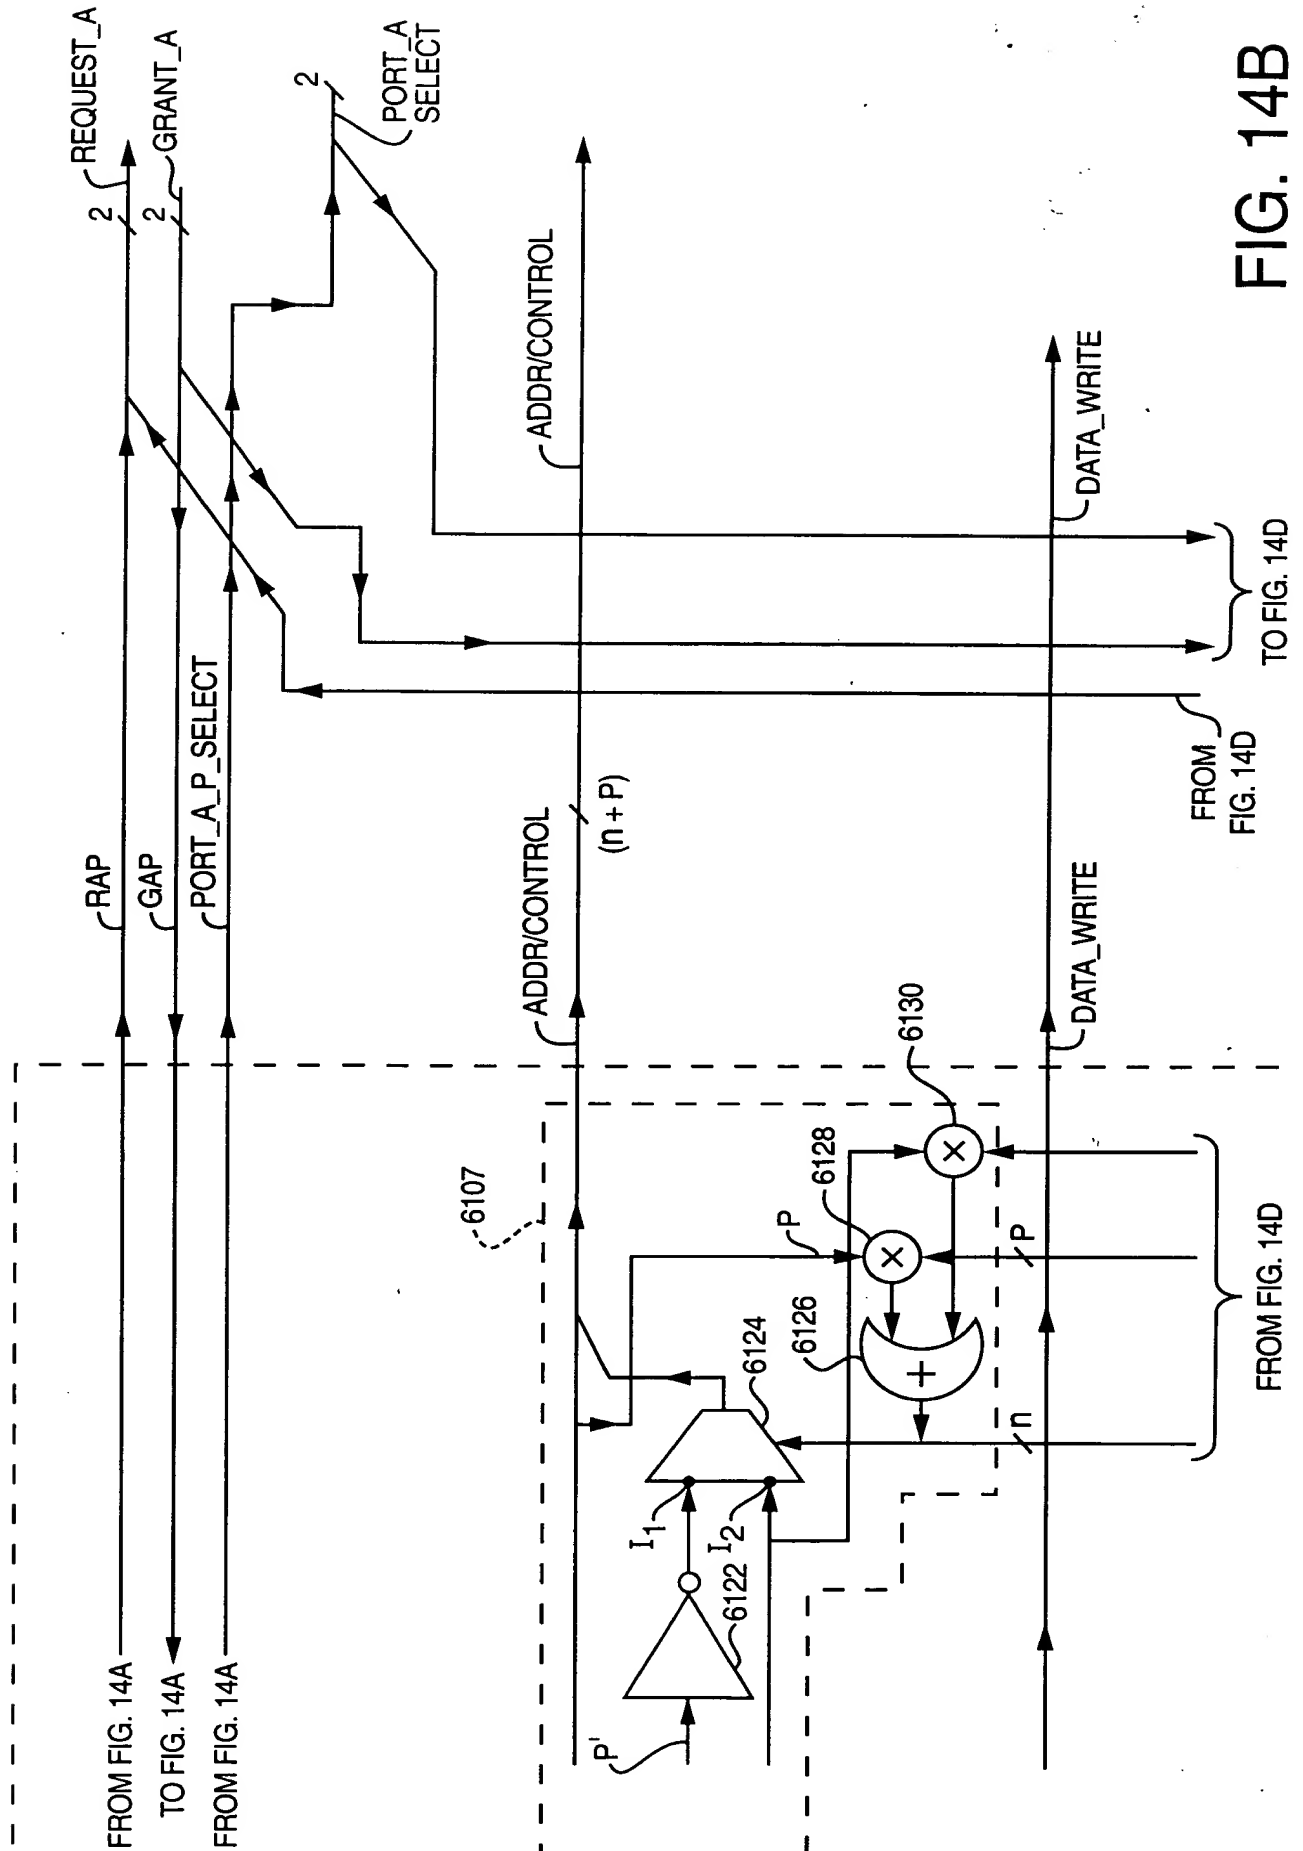 REQUEST_A
2
GRANT_A
2
2
PORT_A
SELECT
RAP
GAP
PORT_A_P_SELECT
FROM FIG. 14A
TO FIG. 14A
FROM FIG. 14A
ADDR/CONTROL
ADDR/CONTROL
(n + P)
6107
P'
6122
I1
I2
6124
6126
6128
6130
P
P
n
DATA_WRITE
DATA_WRITE
FROM FIG. 14D
FROM
FIG. 14D
TO FIG. 14D
FIG. 14B